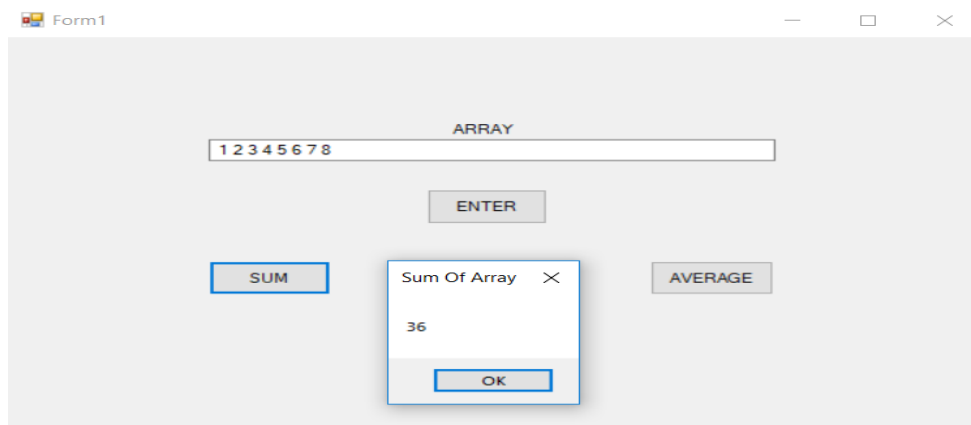 Form1
ARRAY
1 2 3 4 5 6 7 8
ENTER
SUM
Sum Of Array
AVERAGE
36
OK